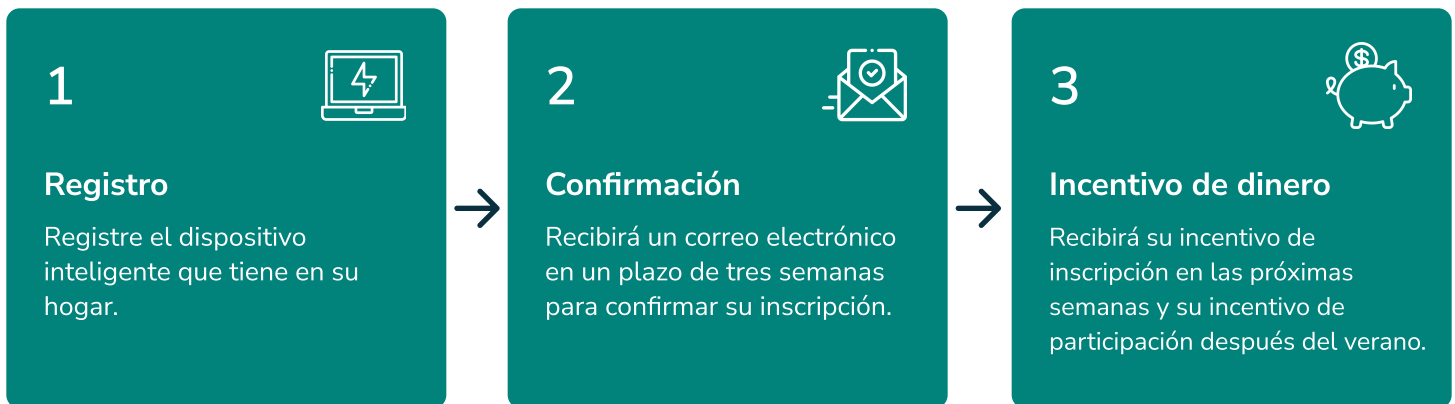 1
Registro
Registre el dispositivo
inteligente que tiene en su
hogar.
2
Confirmación
Recibirá un correo electrónico
en un plazo de tres semanas
para confirmar su inscripción.
3
$
Incentivo de dinero
Recibirá su incentivo de
inscripción en las próximas
semanas y su incentivo de
participación después del verano.